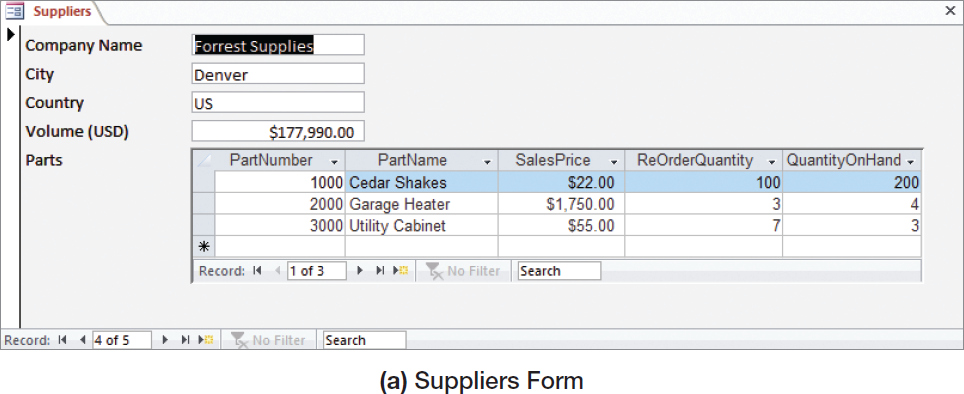 Suppliers
Company Name Forrest Supplies
City Denver
Country US
Volume (USD) $177,990.00
Parts PartNumber PartName SalesPrice ReOrderQuantity QuantityOnHand
1000 Cedar Shakes $22.00 100 200
2000 Garage Heater $1,750.00 3 4
3000 Utility Cabinet $55.00 7 3
Record: 1 of 3 No Filter Search
Record: 4 of 5 No Filter Search
(a) Suppliers Form